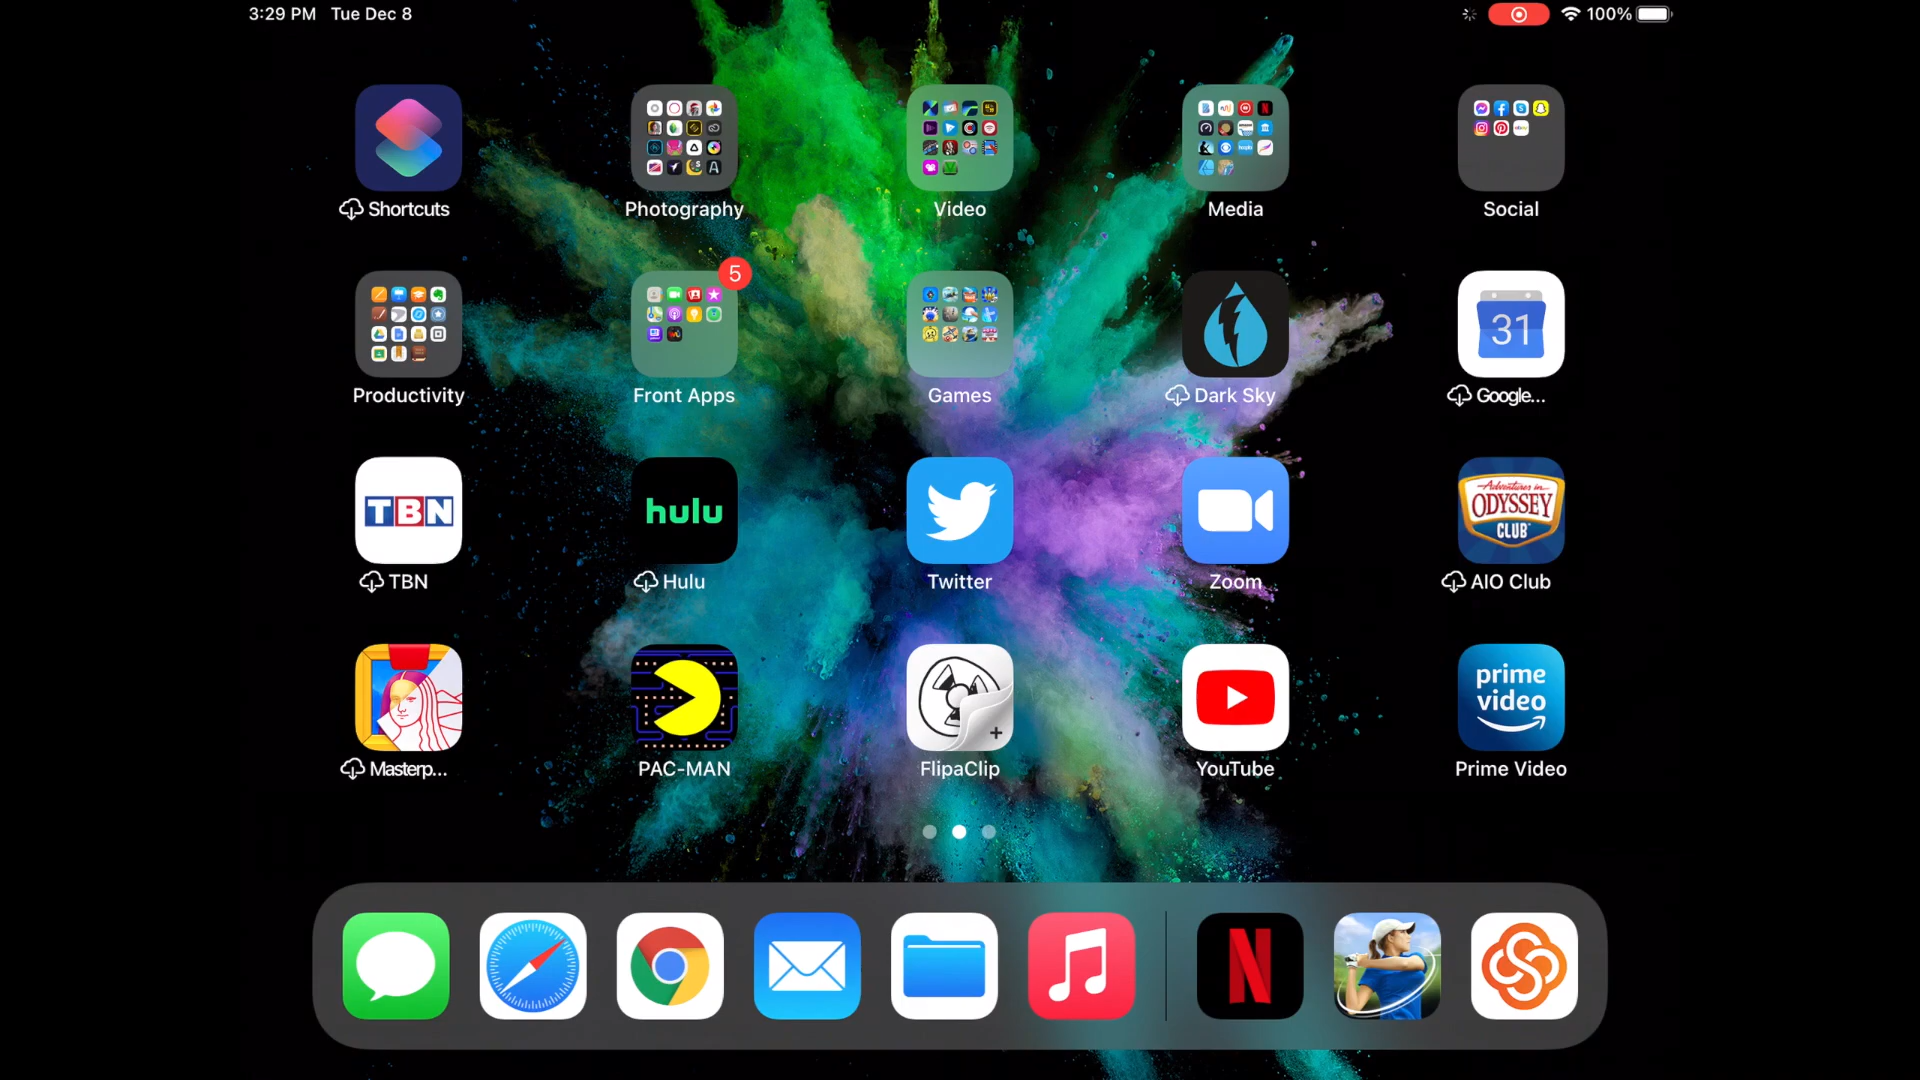 3:29 PM Tue Dec 8
100%
Shortcuts
Photography
Video
Media
Social
5
31
Productivity
Front Apps
Games
Dark Sky
Google...
TBN
hulu
Adventures in
ODYSSEY
CLUB
TBN
Hulu
Twitter
Zoom
AIO Club
prime
video
Masterp...
PAC-MAN
FlipaClip
YouTube
Prime Video
N